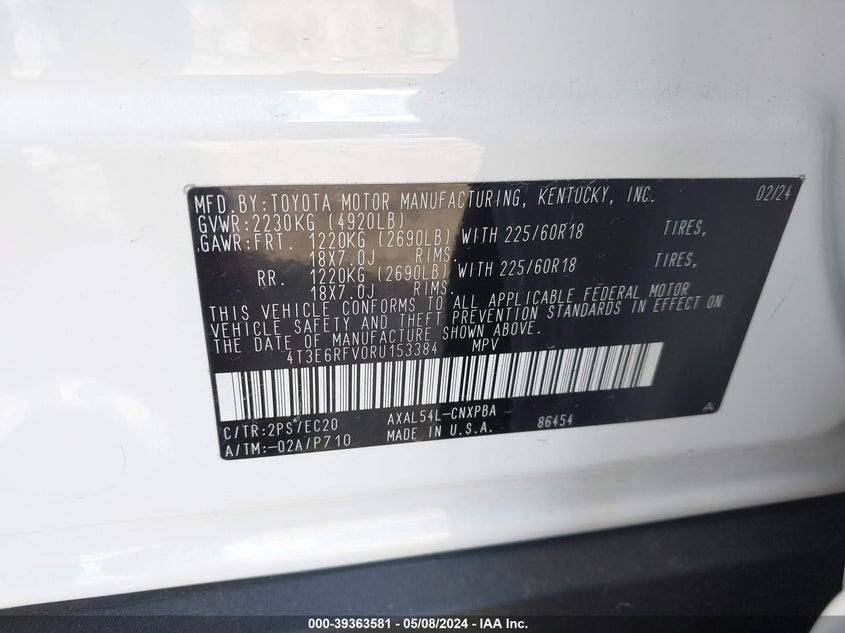 MFD. BY: TOYOTA MOTOR MANUFACTURING, KENTUCKY, INC. 02/24
GVWR: 2230KG (4920LB)
GAWR: FRT. 1220KG (2690LB) WITH 225/60R18 TIRES,
18X7.0J RIMS.
RR. 1220KG (2690LB) WITH 225/60R18 TIRES,
18X7.0J RIMS.
THIS VEHICLE CONFORMS TO ALL APPLICABLE FEDERAL MOTOR
VEHICLE SAFETY AND THEFT PREVENTION STANDARDS IN EFFECT ON
THE DATE OF MANUFACTURE SHOWN ABOVE.
4T3E6RFV0RU153384 MPV
C/TR: 2PS/EC20 AXAL54L-CNXPBA 86454
A/TM: -02A/P710 MADE IN U.S.A. A
000-39363581 - 05/08/2024 - IAA Inc.